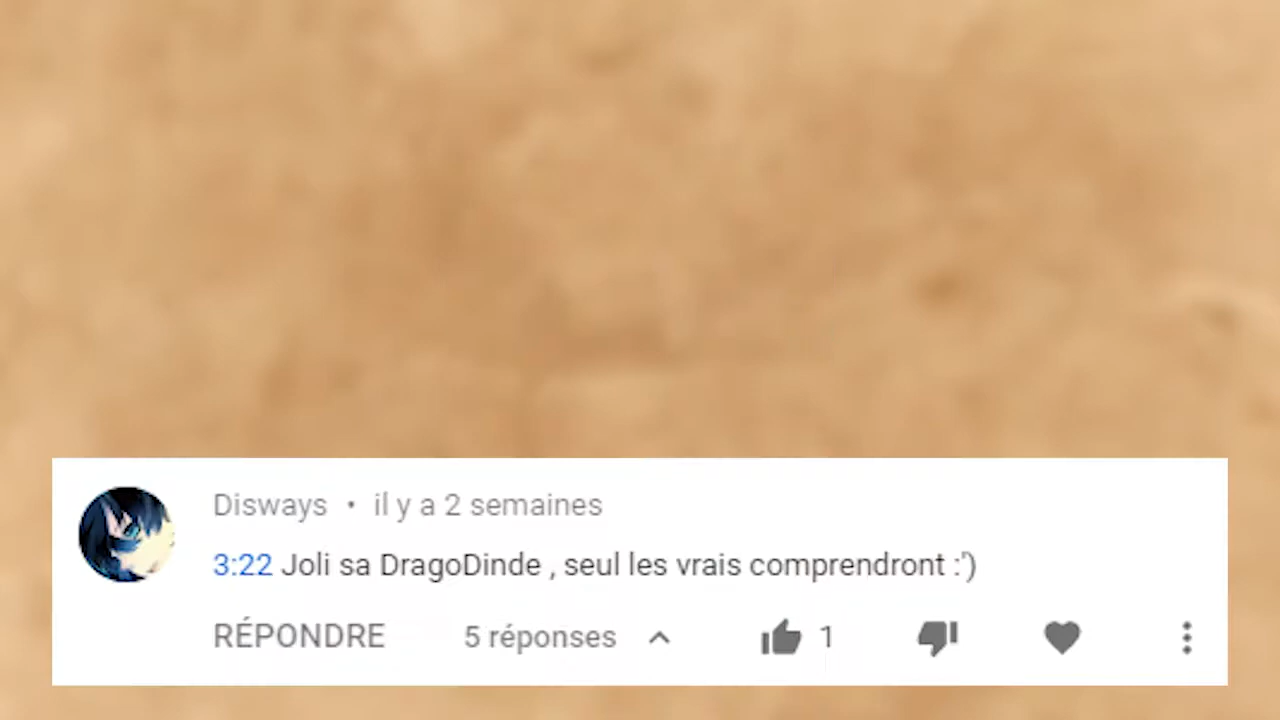 Disways • il y a 2 semaines
3:22 Joli sa DragoDinde , seul les vrais comprendront :')
RÉPONDRE 5 réponses 1